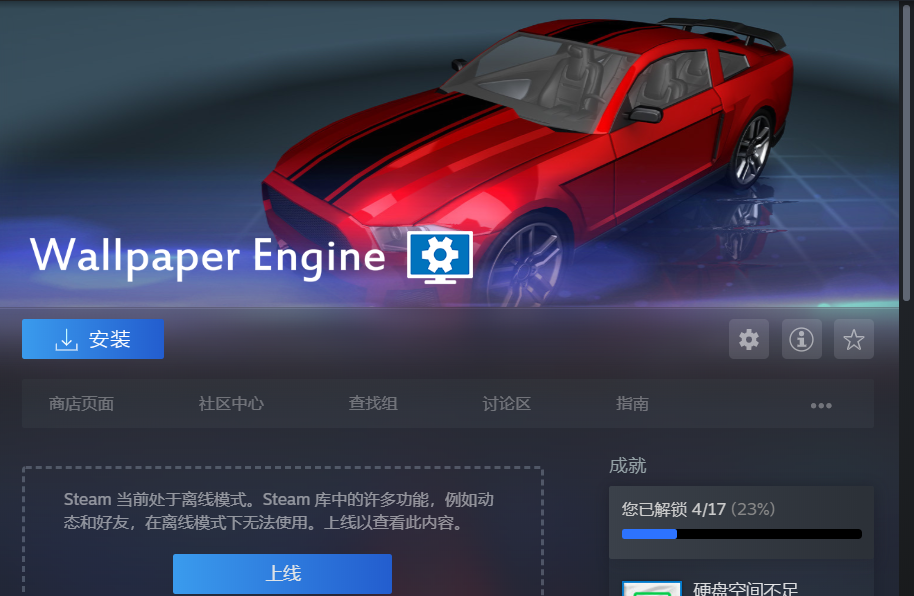 Wallpaper Engine
安装
商店页面 社区中心 查找组 讨论区 指南
Steam 当前处于离线模式。Steam 库中的许多功能，例如动
态和好友，在离线模式下无法使用。上线以查看此内容。
上线
成就
您已解锁 4/17 (23%)
硬盘空间不足